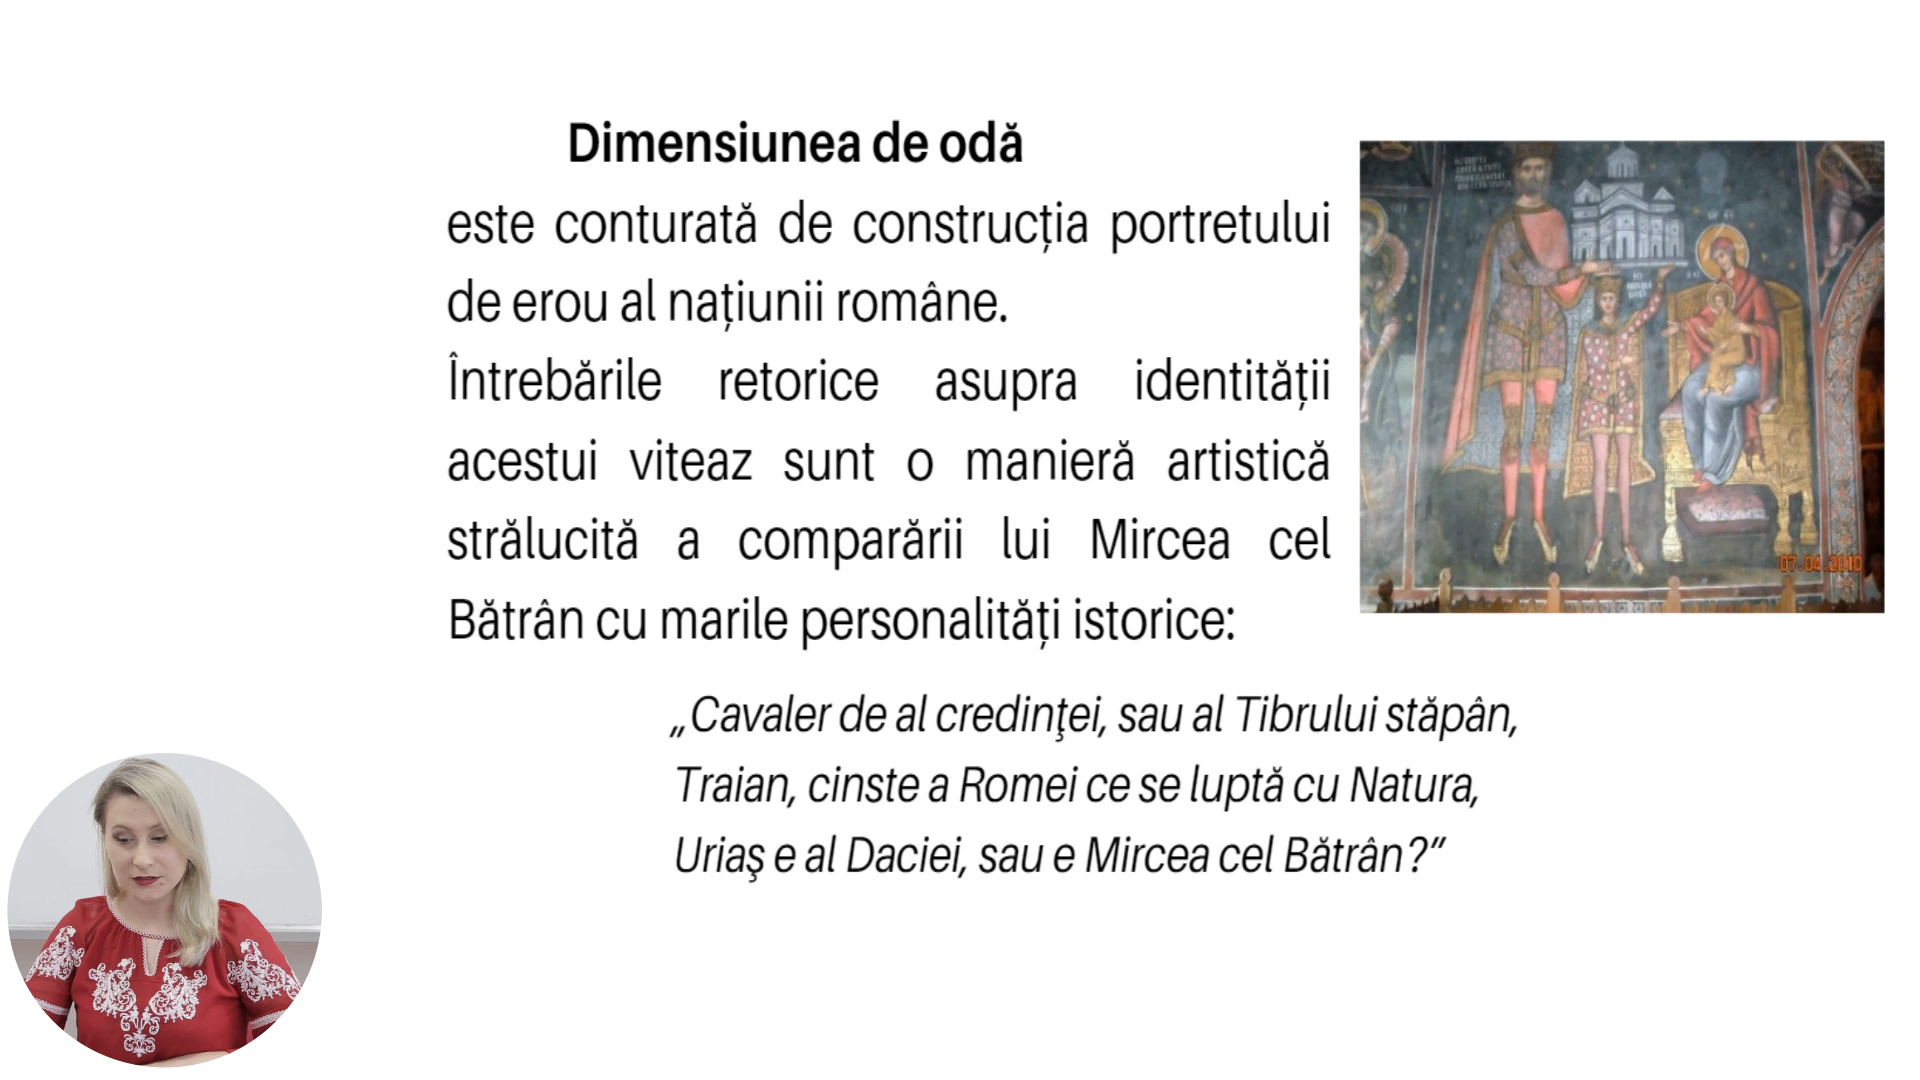 Dimensiunea de odă
este conturată de construcția portretului
de erou al națiunii române.
Întrebările retorice asupra identității
acestui viteaz sunt o manieră artistică
strălucită a comparării lui Mircea cel
Bătrân cu marile personalități istorice:
„Cavaler de al credinţei, sau al Tibrului stăpân,
Traian, cinste a Romei ce se luptă cu Natura,
Uriaş e al Daciei, sau e Mircea cel Bătrân?”
07.04.2010